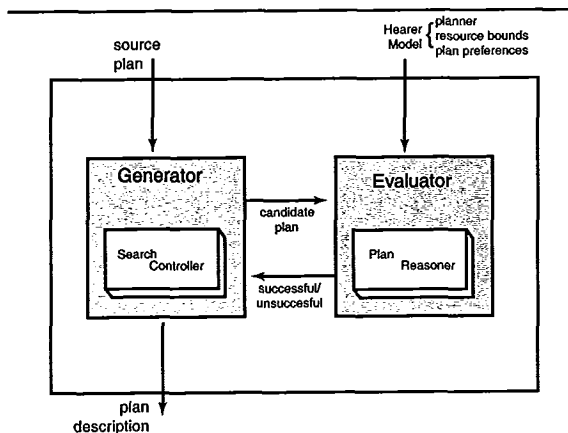 source
plan
Hearer
Model
planner
resource bounds
plan preferences
Generator
Evaluator
candidate
plan
Search
Controller
Plan
Reasoner
successful/
unsuccesful
plan
description